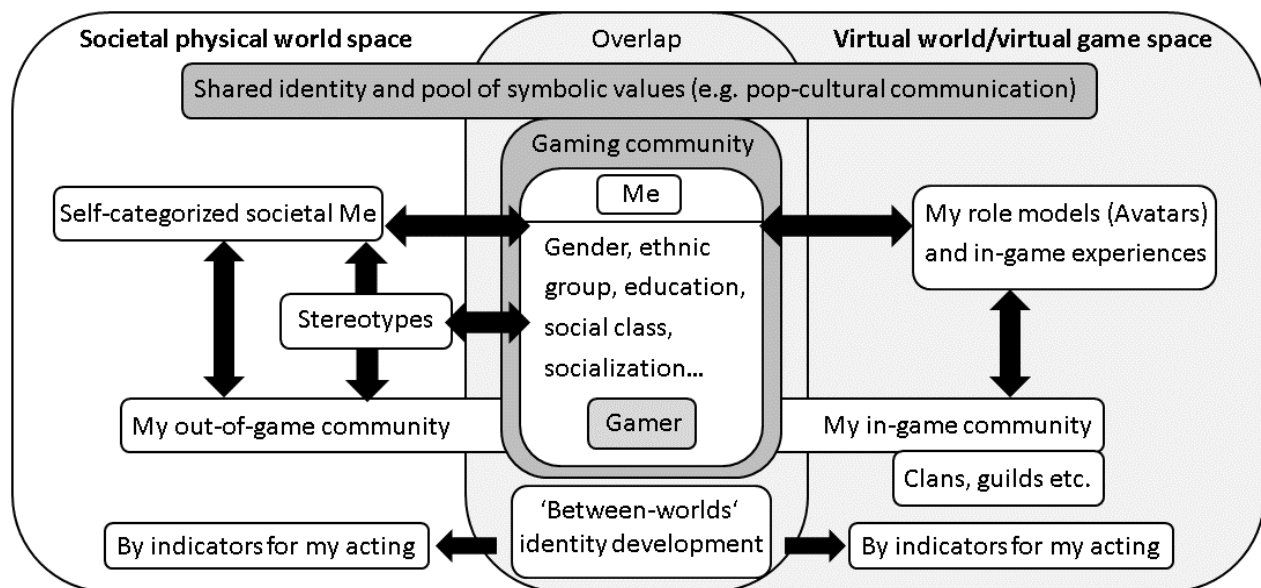 Societal physical world space
Overlap
Virtual world/virtual game space
Shared identity and pool of symbolic values (e.g. pop-cultural communication)
Gaming community
Me
Self-categorized societal Me
My role models (Avatars)
and in-game experiences
Gender, ethnic
group, education,
social class,
socialization…
Stereotypes
My out-of-game community
Gamer
My in-game community
Clans, guilds etc.
‘Between-worlds‘
identity development
By indicators for my acting
By indicators for my acting